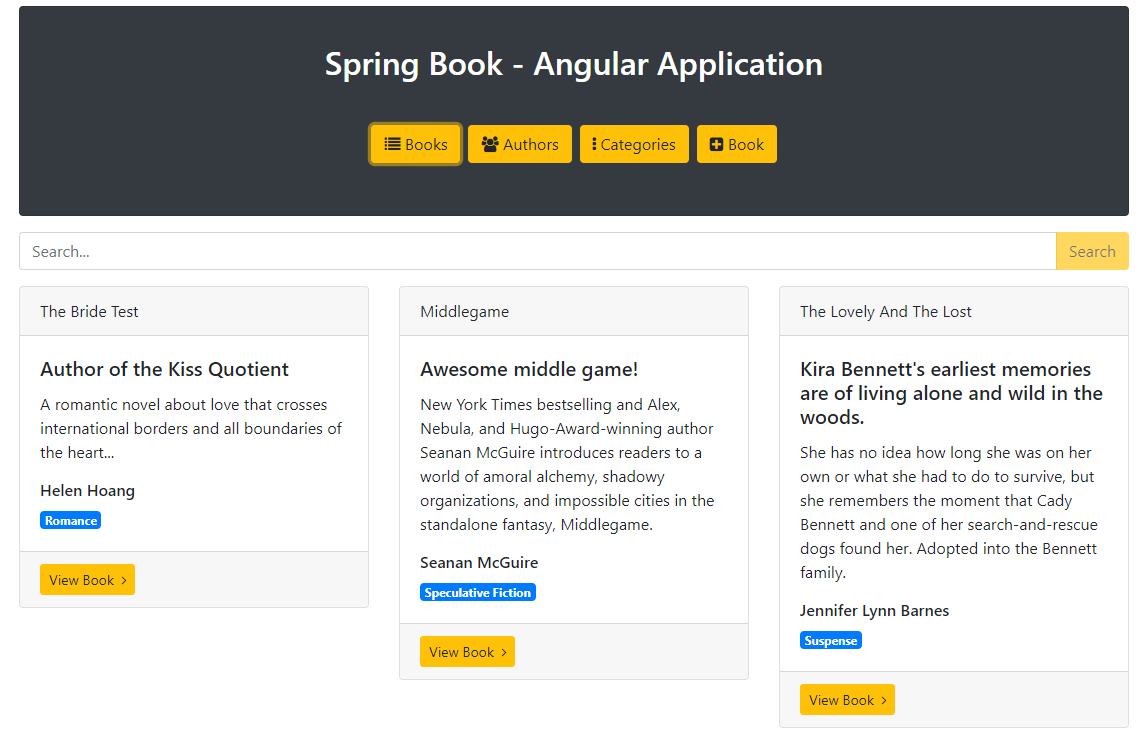 Spring Book - Angular Application
Books
Authors
Categories
Book
Search...
Search
The Bride Test
Author of the Kiss Quotient
A romantic novel about love that crosses
international borders and all boundaries of
the heart...
Helen Hoang
Romance
View Book
Middlegame
Awesome middle game!
New York Times bestselling and Alex,
Nebula, and Hugo-Award-winning author
Seanan McGuire introduces readers to a
world of amoral alchemy, shadowy
organizations, and impossible cities in the
standalone fantasy, Middlegame.
Seanan McGuire
Speculative Fiction
View Book
The Lovely And The Lost
Kira Bennett's earliest memories
are of living alone and wild in the
woods.
She has no idea how long she was on her
own or what she had to do to survive, but
she remembers the moment that Cady
Bennett and one of her search-and-rescue
dogs found her. Adopted into the Bennett
family.
Jennifer Lynn Barnes
Suspense
View Book